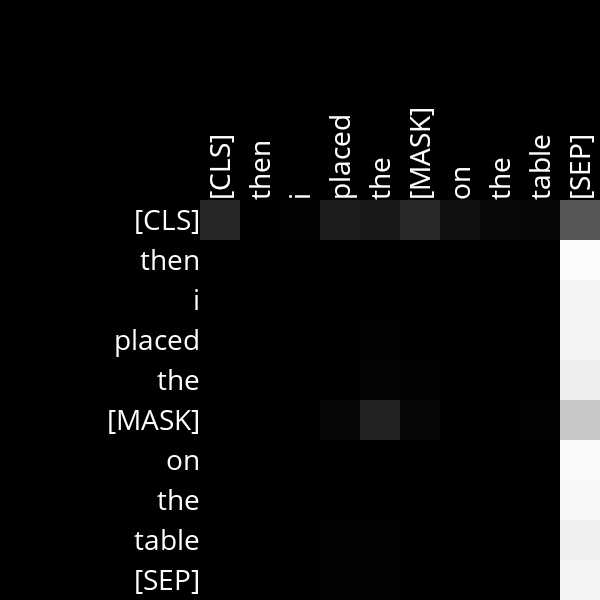 [CLS]
then
i
placed
the
[MASK]
on
the
table
[SEP]
[CLS]
then
i
placed
the
[MASK]
on
the
table
[SEP]